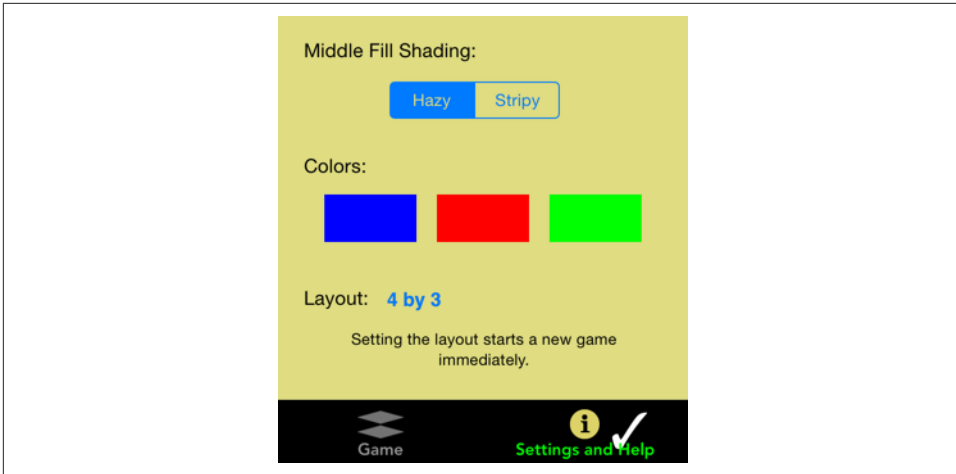 Middle Fill Shading:
Hazy Stripy
Colors:
Layout: 4 by 3
Setting the layout starts a new game
immediately.
i
Game Settings and Help